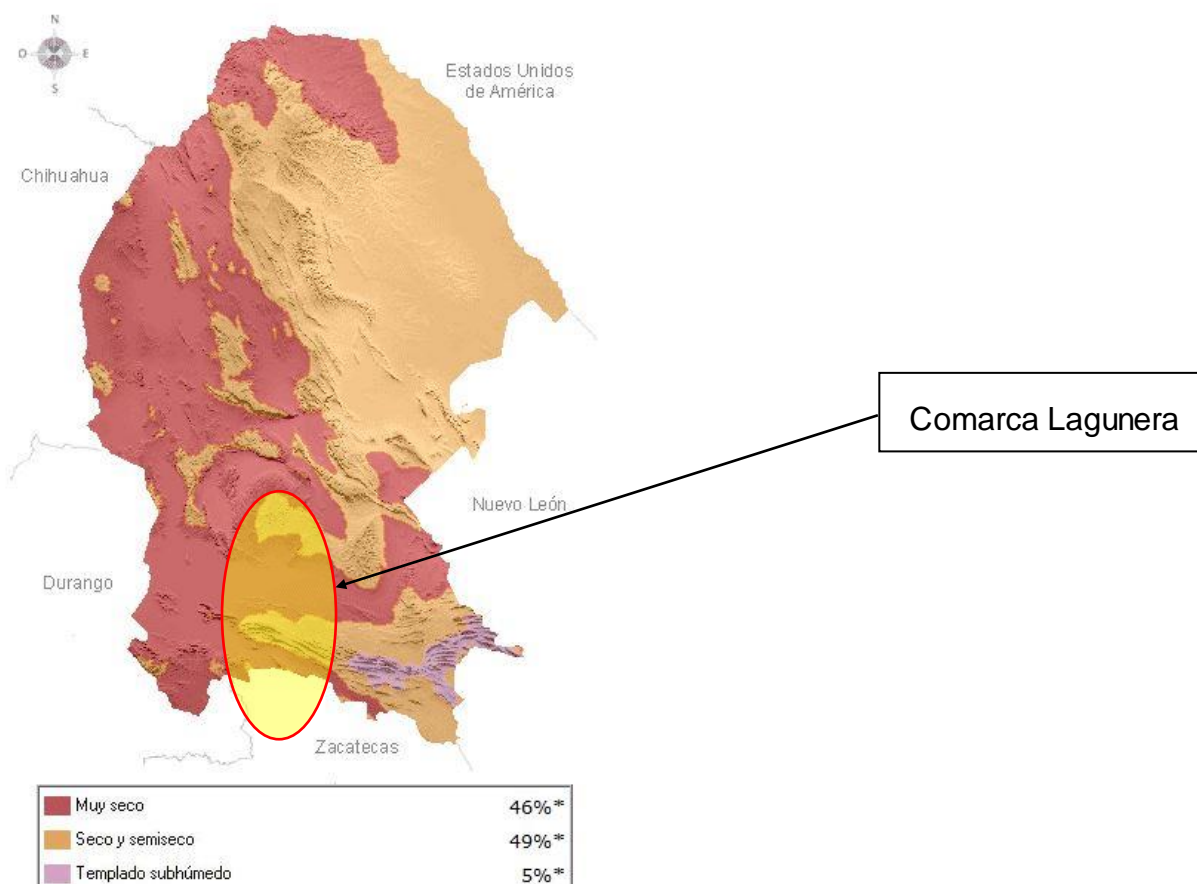 N
O E
S
Estados Unidos
de América
Chihuahua
Comarca Lagunera
Nuevo León
Durango
Zacatecas
Muy seco 46%*
Seco y semiseco 49%*
Templado subhúmedo 5%*